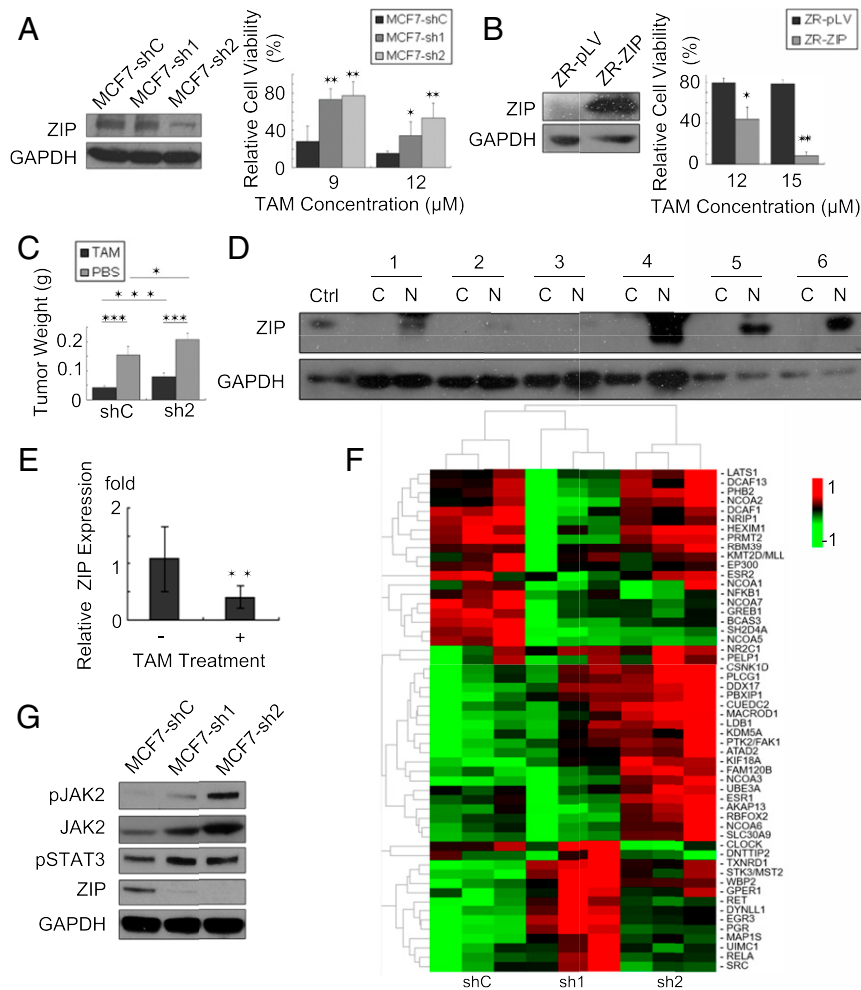 A
MCF7-shC
MCF7-sh1
MCF7-sh2
ZIP
GAPDH
Relative Cell Viability
(%)
80
40
0
MCF7-shC
MCF7-sh1
MCF7-sh2
** **
* **
9 12
TAM Concentration (µM)
B
ZR-pLV
ZR-ZIP
ZIP
GAPDH
Relative Cell Viability
(%)
80
40
0
ZR-pLV
ZR-ZIP
*
**
12 15
TAM Concentration (µM)
C
TAM
PBS
*
* * *
*** ***
Tumor Weight (g)
0.2
0.1
0
shC sh2
D
1 2 3 4 5 6
Ctrl C N C N C N C N C N C N
ZIP
GAPDH
E
fold
Relative ZIP Expression
2
1
0
* *
- +
TAM Treatment
F
1
-1
LATS1
DCAF13
PHB2
NCOA2
DCAF1
NRIP1
HEXIM1
PRMT2
RBM39
KMT2D/MLL
EP300
ESR2
NCOA1
NFKB1
NCOA7
GREB1
BCAS3
SH2D4A
NCOA5
NR2C1
PELP1
CSNK1D
PLCG1
DDX17
PBXIP1
CUEDC2
MACROD1
LDB1
KDM5A
PTK2/FAK1
ATAD2
KIF18A
FAM120B
NCOA3
UBE3A
ESR1
AKAP13
RBFOX2
NCOA6
SLC30A9
CLOCK
DNTTIP2
TXNRD1
STK3/MST2
WBP2
GPER1
RET
DYNLL1
EGR3
PGR
MAP1S
UIMC1
RELA
SRC
shC sh1 sh2
G
MCF7-shC
MCF7-sh1
MCF7-sh2
pJAK2
JAK2
pSTAT3
ZIP
GAPDH